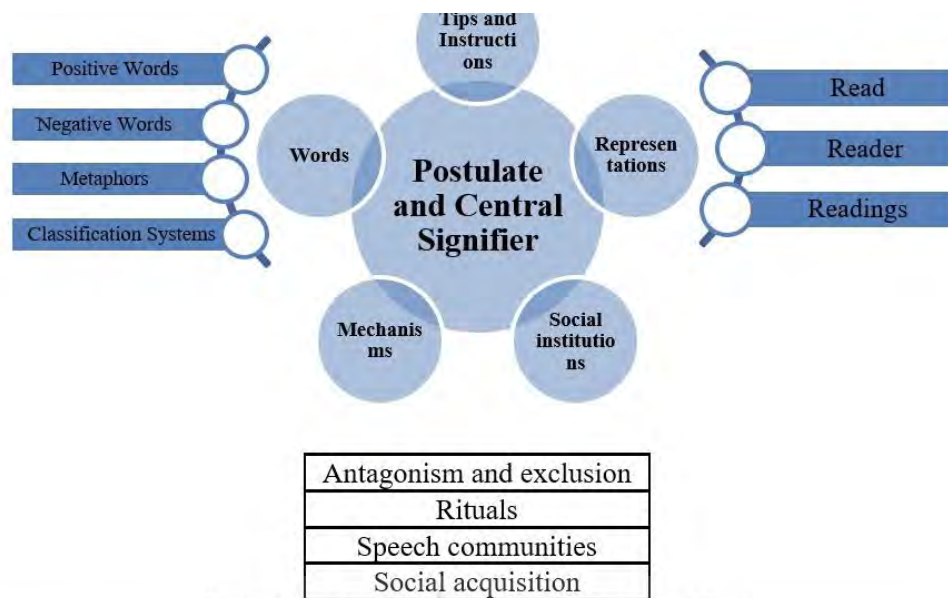 Tips and
Instructi
ons
Positive Words
Negative Words
Metaphors
Classification Systems
Words
Postulate
and Central
Signifier
Represen
tations
Read
Reader
Readings
Mechanis
ms
Social
institutio
ns
Antagonism and exclusion
Rituals
Speech communities
Social acquisition